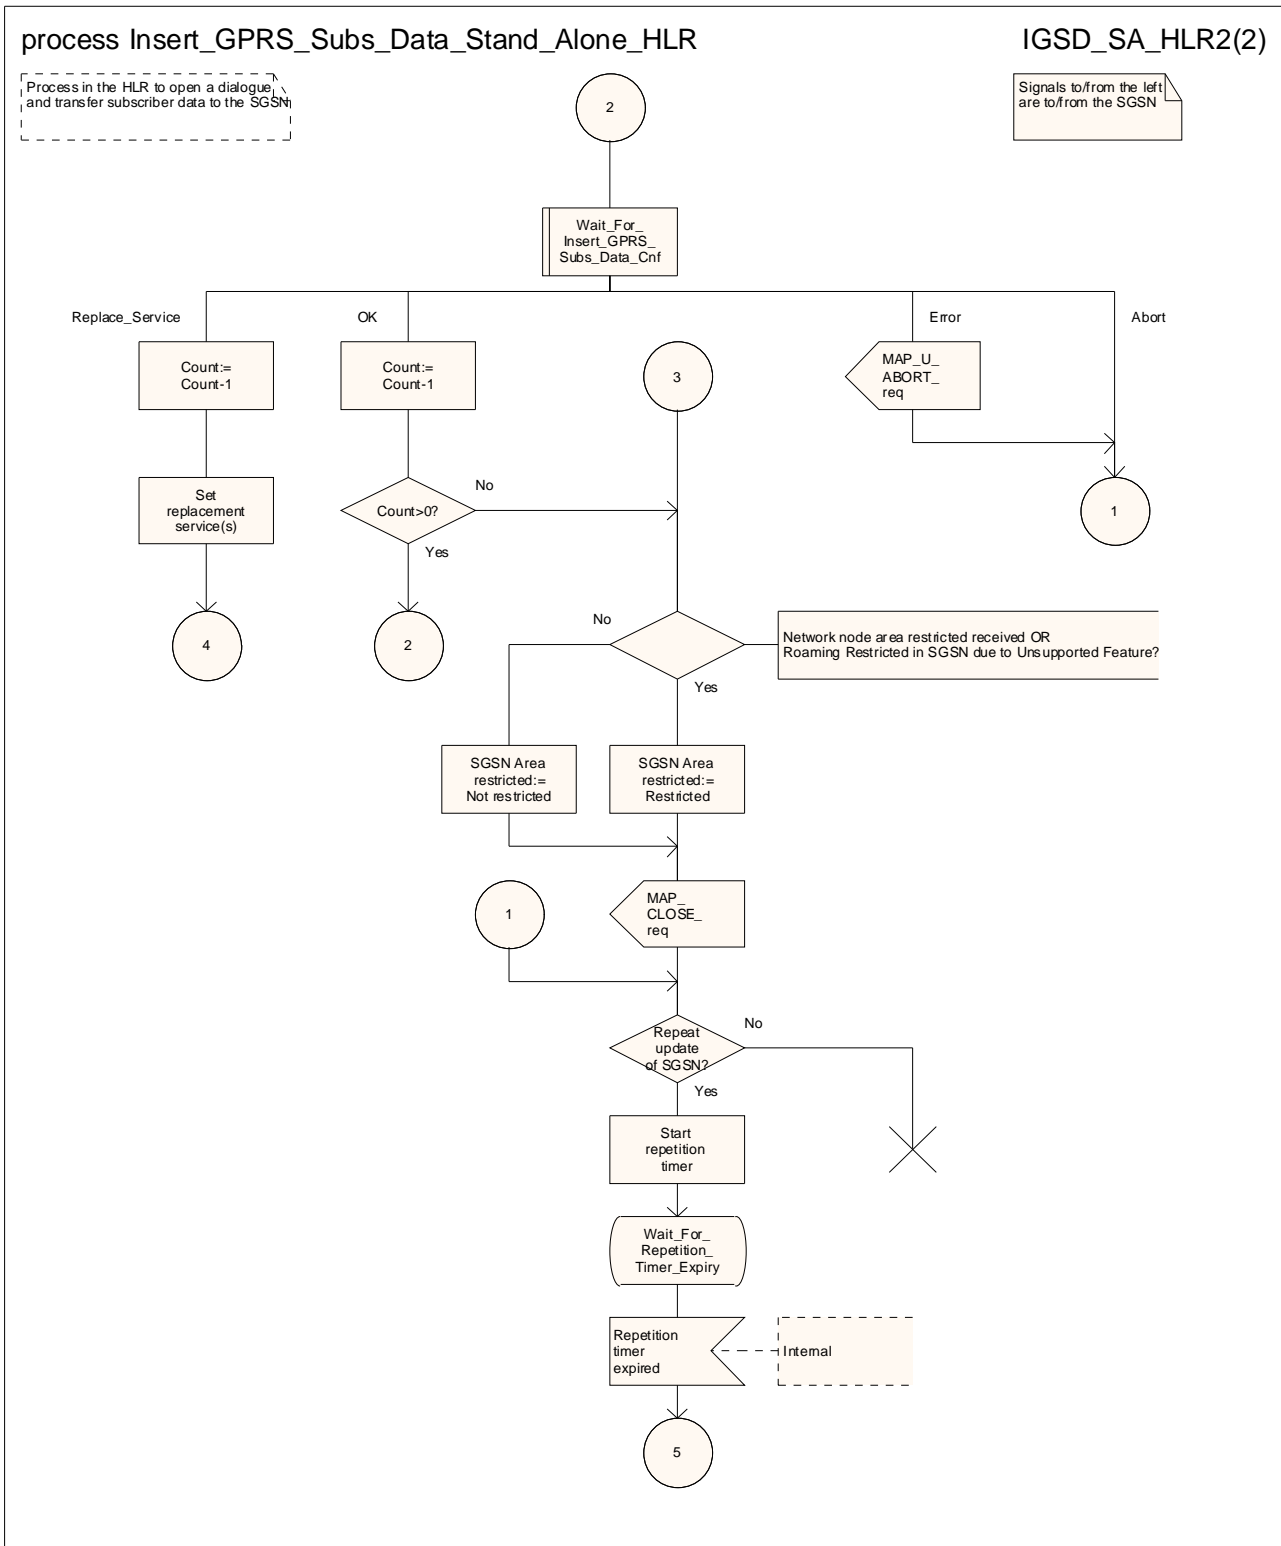 process Insert_GPRS_Subs_Data_Stand_Alone_HLR
IGSD_SA_HLR2(2)
Process in the HLR to open a dialogue
and transfer subscriber data to the SGSN
2
Signals to/from the left
are to/from the SGSN
Wait_For_
Insert_GPRS_
Subs_Data_Cnf
Replace_Service
OK
Error
Abort
Count:=
Count-1
Count:=
Count-1
3
MAP_U_
ABORT_
req
Set
replacement
service(s)
Count>0?
No
Yes
1
4
2
No
Yes
Network node area restricted received OR
Roaming Restricted in SGSN due to Unsupported Feature?
SGSN Area
restricted:=
Not restricted
SGSN Area
restricted:=
Restricted
1
MAP_
CLOSE_
req
Repeat
update
of SGSN?
No
Yes
Start
repetition
timer
Wait_For_
Repetition_
Timer_Expiry
Repetition
timer
expired
Internal
5